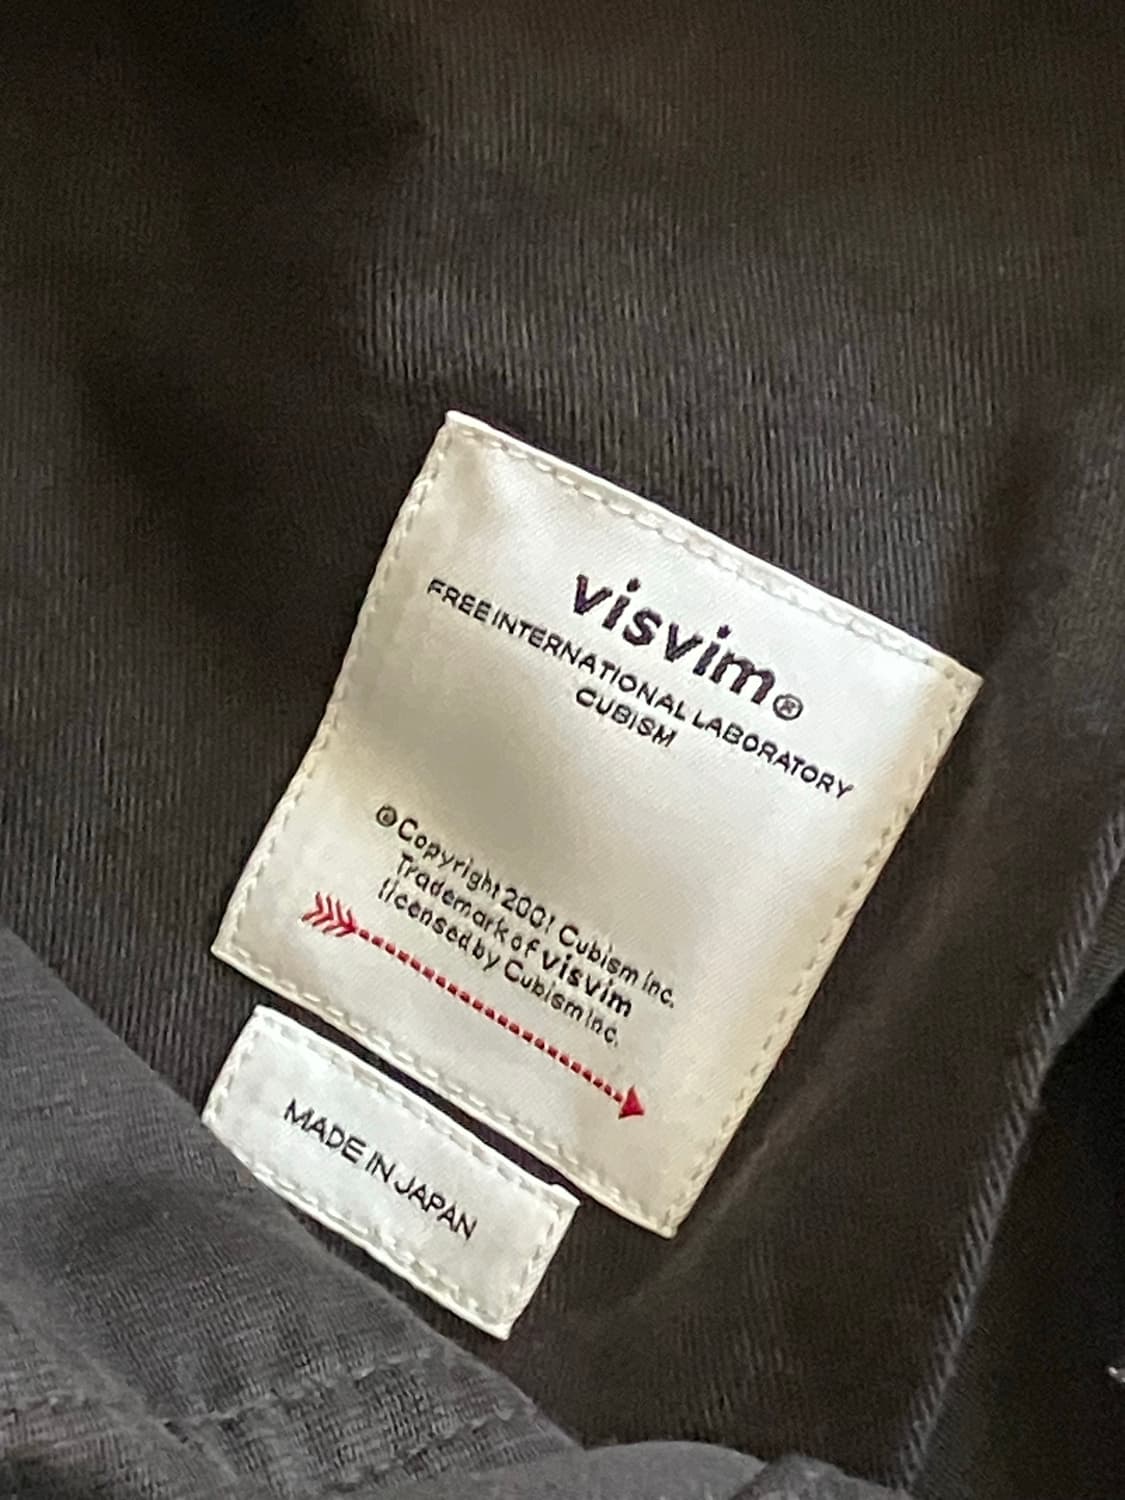 visvim®
FREE INTERNATIONAL LABORATORY
CUBISM
©Copyright 2001 Cubism Inc.
Trademark of visvim
licensed by Cubism Inc.
MADE IN JAPAN